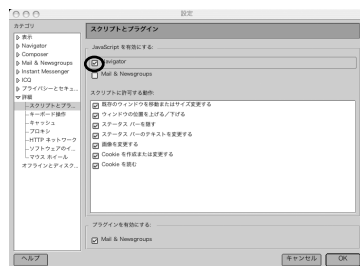 設定
カテゴリ
表示
Navigator
Composer
Mail & Newsgroups
Instant Messenger
ICQ
プライバシーとセキュ...
詳細
スクリプトとプラ...
キーボード操作
キャッシュ
プロキシ
HTTP ネットワーク
ソフトウェアのイ...
マウス ホイール
オフラインとディスク...
スクリプトとプラグイン
JavaScript を有効にする:
Navigator
Mail & Newsgroups
スクリプトに許可する動作:
既存のウィンドウを移動またはサイズ変更する
ウィンドウの位置を上げる／下げる
ステータス バーを隠す
ステータス バーのテキストを変更する
画像を変更する
Cookie を作成または変更する
Cookie を読む
プラグインを有効にする:
Mail & Newsgroups
ヘルプ
キャンセル
OK